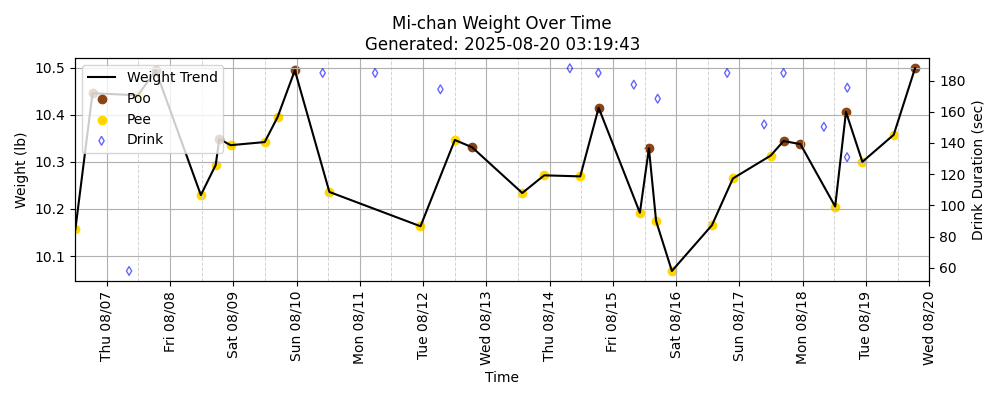 Mi-chan Weight Over Time
Generated: 2025-08-20 03:19:43
Weight Trend
Poo
Pee
Drink
Weight (lb)
10.5
10.4
10.3
10.2
10.1
180
160
140
120
100
80
60
Drink Duration (sec)
Thu 08/07
Fri 08/08
Sat 08/09
Sun 08/10
Mon 08/11
Tue 08/12
Wed 08/13
Thu 08/14
Fri 08/15
Sat 08/16
Sun 08/17
Mon 08/18
Tue 08/19
Wed 08/20
Time